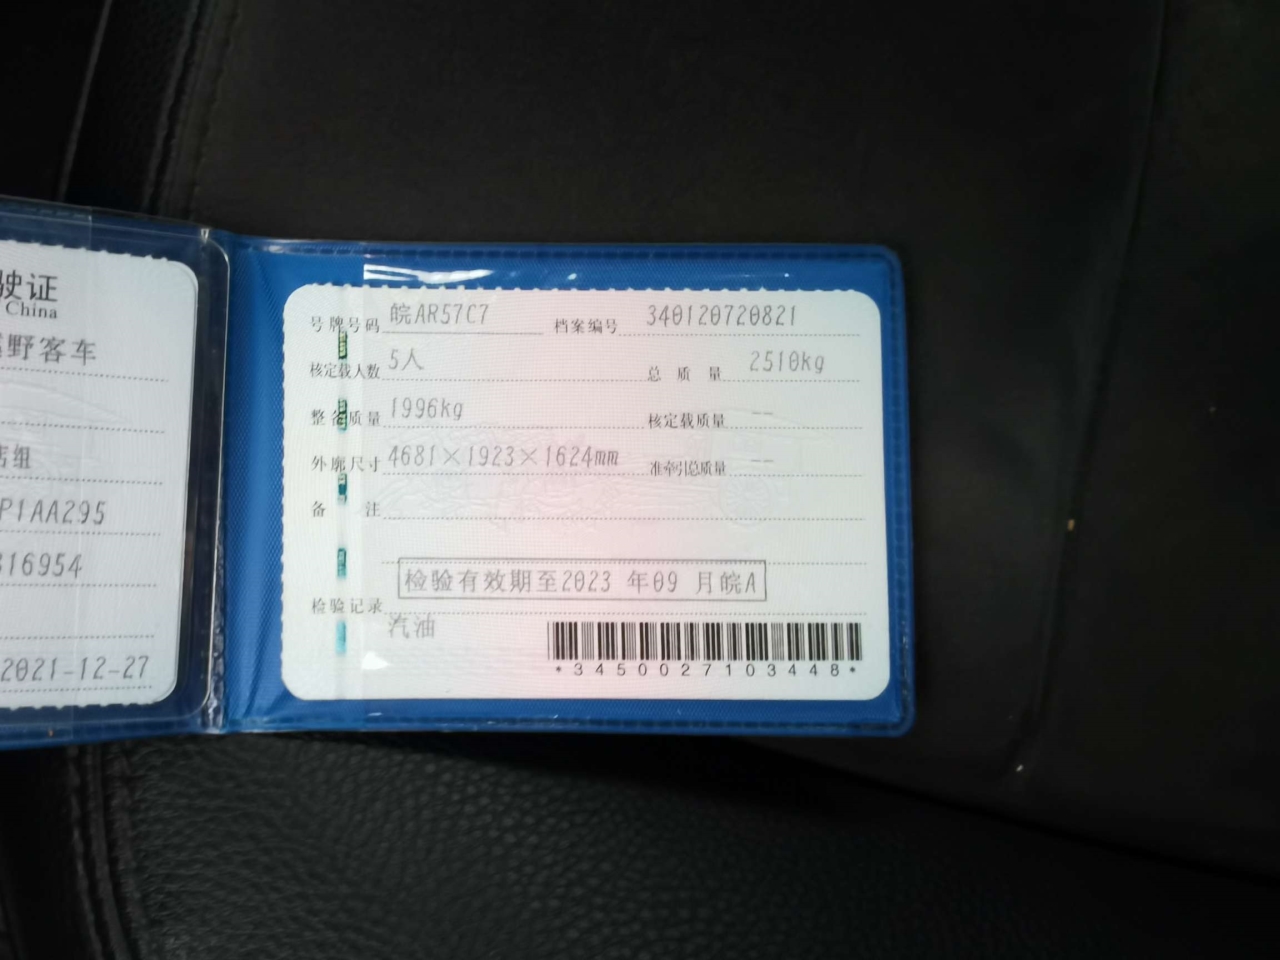 驶证
China
野客车
组
P1AA295
16954
2021-12-27
号牌号码 皖AR57C7 档案编号 340120720821
核定载人数 5人 总质量 2510kg
整备质量 1996kg 核定载质量 --
外廓尺寸 4681×1923×1624mm 准牵引总质量 --
备注
检验有效期至2023 年09 月皖A
检验记录
汽油
*345002710344 8*